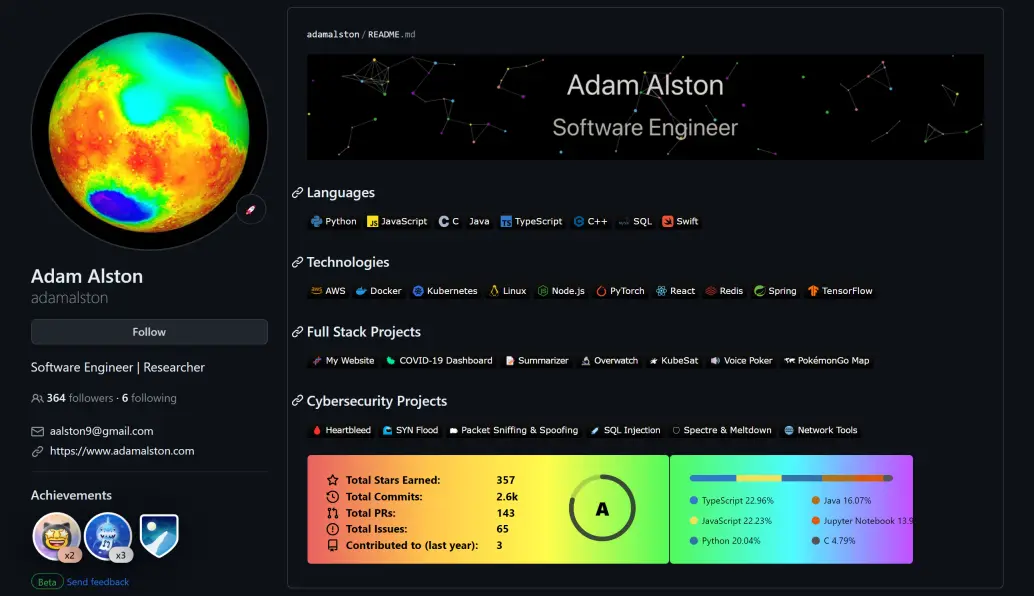 Adam Alston
adamalston
Follow
Software Engineer | Researcher
364 followers · 6 following
aalston9@gmail.com
https://www.adamalston.com
Achievements
x2 x3
Beta Send feedback
adamalston/README.md
Adam Alston
Software Engineer
Languages
Python JS JavaScript C C Java TS TypeScript C++ SQL Swift
Technologies
aws AWS Docker Kubernetes Linux Node.js PyTorch React Redis Spring TensorFlow
Full Stack Projects
My Website COVID-19 Dashboard Summarizer Overwatch KubeSat Voice Poker PokémonGo Map
Cybersecurity Projects
Heartbleed SYN Flood Packet Sniffing & Spoofing SQL Injection Spectre & Meltdown Network Tools
Total Stars Earned: 357
Total Commits: 2.6k
Total PRs: 143
Total Issues: 65
Contributed to (last year): 3
A
TypeScript 22.96% Java 16.07%
JavaScript 22.23% Jupyter Notebook 13.9
Python 20.04% C 4.79%